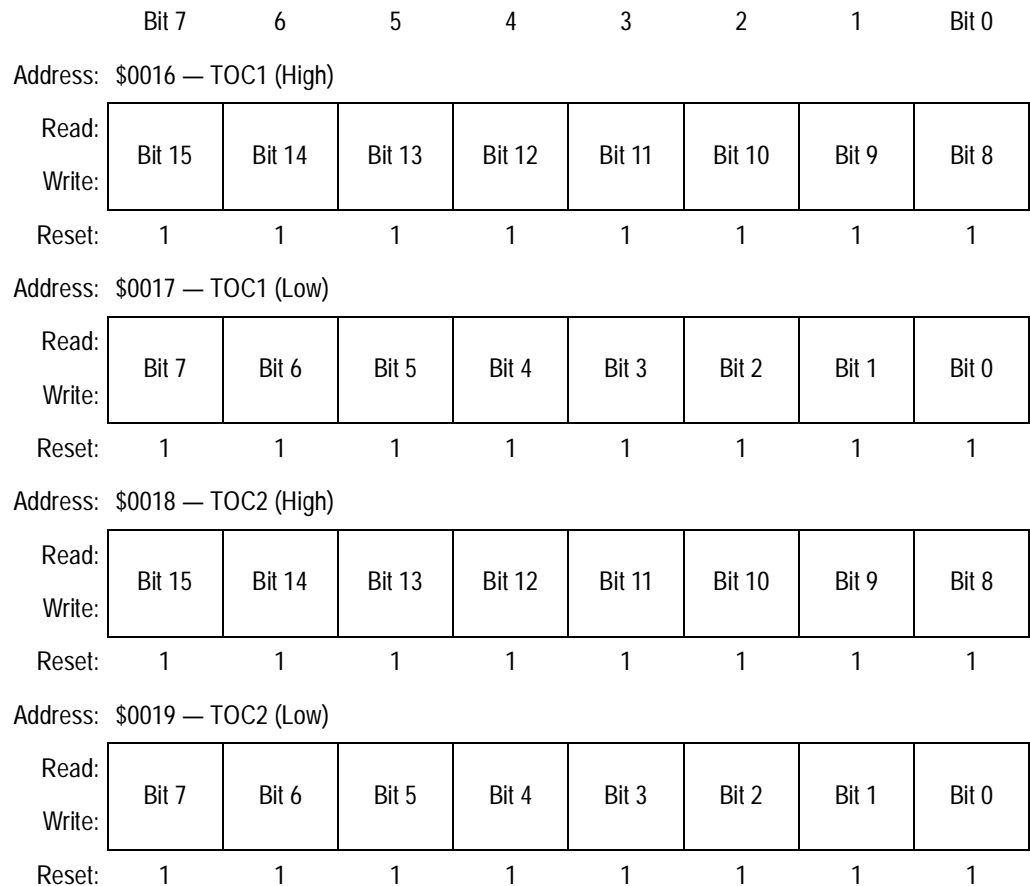 Bit 7 6 5 4 3 2 1 Bit 0
Address: $0016 — TOC1 (High)
Read:
Bit 15 Bit 14 Bit 13 Bit 12 Bit 11 Bit 10 Bit 9 Bit 8
Write:
Reset: 1 1 1 1 1 1 1 1
Address: $0017 — TOC1 (Low)
Read:
Bit 7 Bit 6 Bit 5 Bit 4 Bit 3 Bit 2 Bit 1 Bit 0
Write:
Reset: 1 1 1 1 1 1 1 1
Address: $0018 — TOC2 (High)
Read:
Bit 15 Bit 14 Bit 13 Bit 12 Bit 11 Bit 10 Bit 9 Bit 8
Write:
Reset: 1 1 1 1 1 1 1 1
Address: $0019 — TOC2 (Low)
Read:
Bit 7 Bit 6 Bit 5 Bit 4 Bit 3 Bit 2 Bit 1 Bit 0
Write:
Reset: 1 1 1 1 1 1 1 1